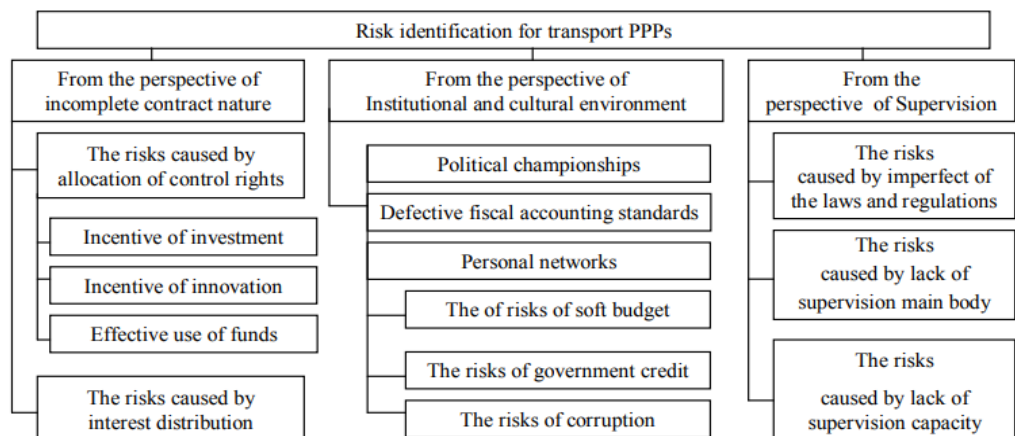 Risk identification for transport PPPs
From the perspective of
incomplete contract nature
The risks caused by
allocation of control rights
Incentive of investment
Incentive of innovation
Effective use of funds
The risks caused by
interest distribution
From the perspective of
Institutional and cultural environment
Political championships
Defective fiscal accounting standards
Personal networks
The of risks of soft budget
The risks of government credit
The risks of corruption
From the
perspective of Supervision
The risks
caused by imperfect of
the laws and regulations
The risks
caused by lack of
supervision main body
The risks
caused by lack of
supervision capacity